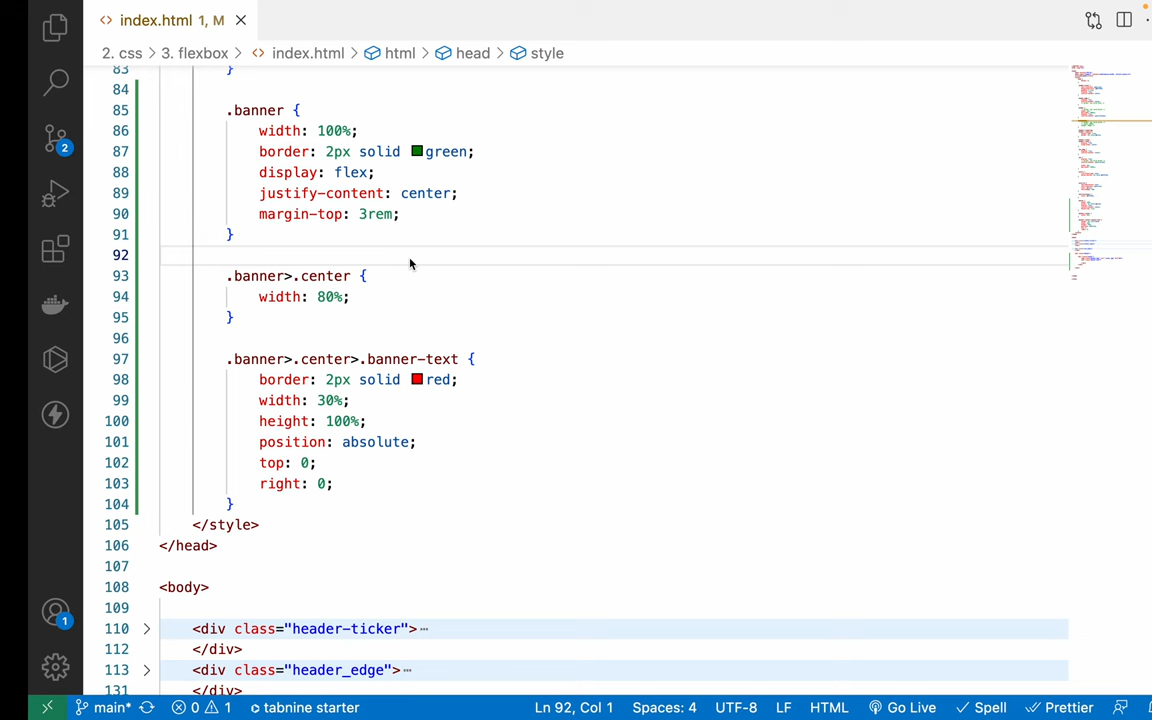 index.html 1, M
2. css > 3. flexbox > index.html > html > head > style
83 }
84
85 .banner {
86 width: 100%;
87 border: 2px solid green;
88 display: flex;
89 justify-content: center;
90 margin-top: 3rem;
91 }
92
93 .banner>.center {
94 width: 80%;
95 }
96
97 .banner>.center>.banner-text {
98 border: 2px solid red;
99 width: 30%;
100 height: 100%;
101 position: absolute;
102 top: 0;
103 right: 0;
104 }
105 </style>
106 </head>
107
108 <body>
109
110 <div class="header-ticker">⋯
112 </div>
113 <div class="header_edge">⋯
131 </div>
2
1
main* 0 1 tabnine starter Ln 92, Col 1 Spaces: 4 UTF-8 LF HTML Go Live Spell Prettier